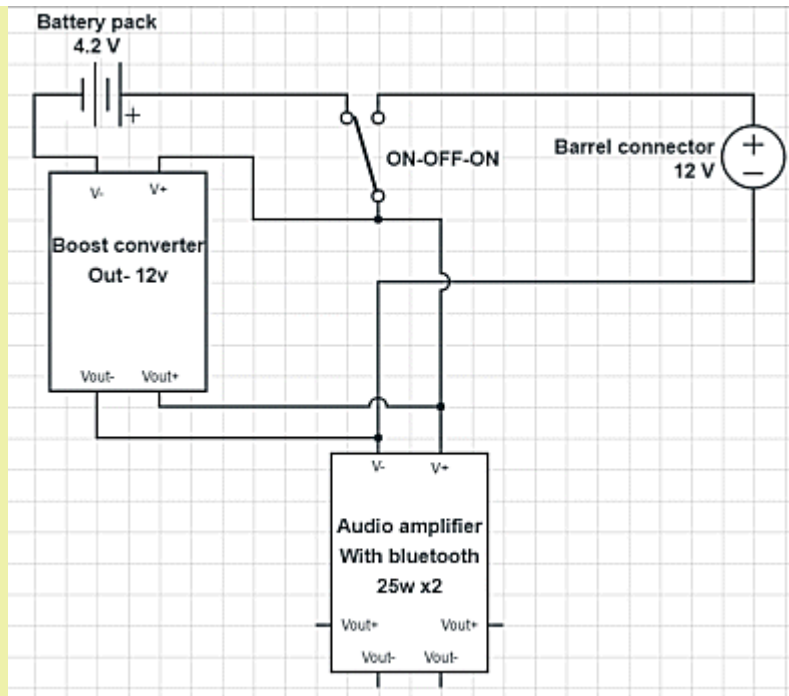 Battery pack
4.2 V
+
ON-OFF-ON
Barrel connector
12 V
+
−
V-
V+
Boost converter
Out- 12v
Vout-
Vout+
V-
V+
Audio amplifier
With bluetooth
25w x2
Vout+
Vout+
Vout-
Vout-